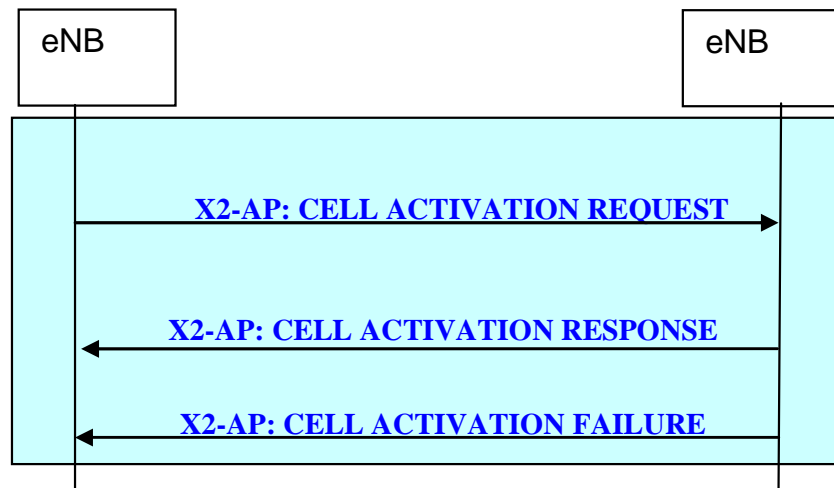 eNB
eNB
X2-AP: CELL ACTIVATION REQUEST
X2-AP: CELL ACTIVATION RESPONSE
X2-AP: CELL ACTIVATION FAILURE